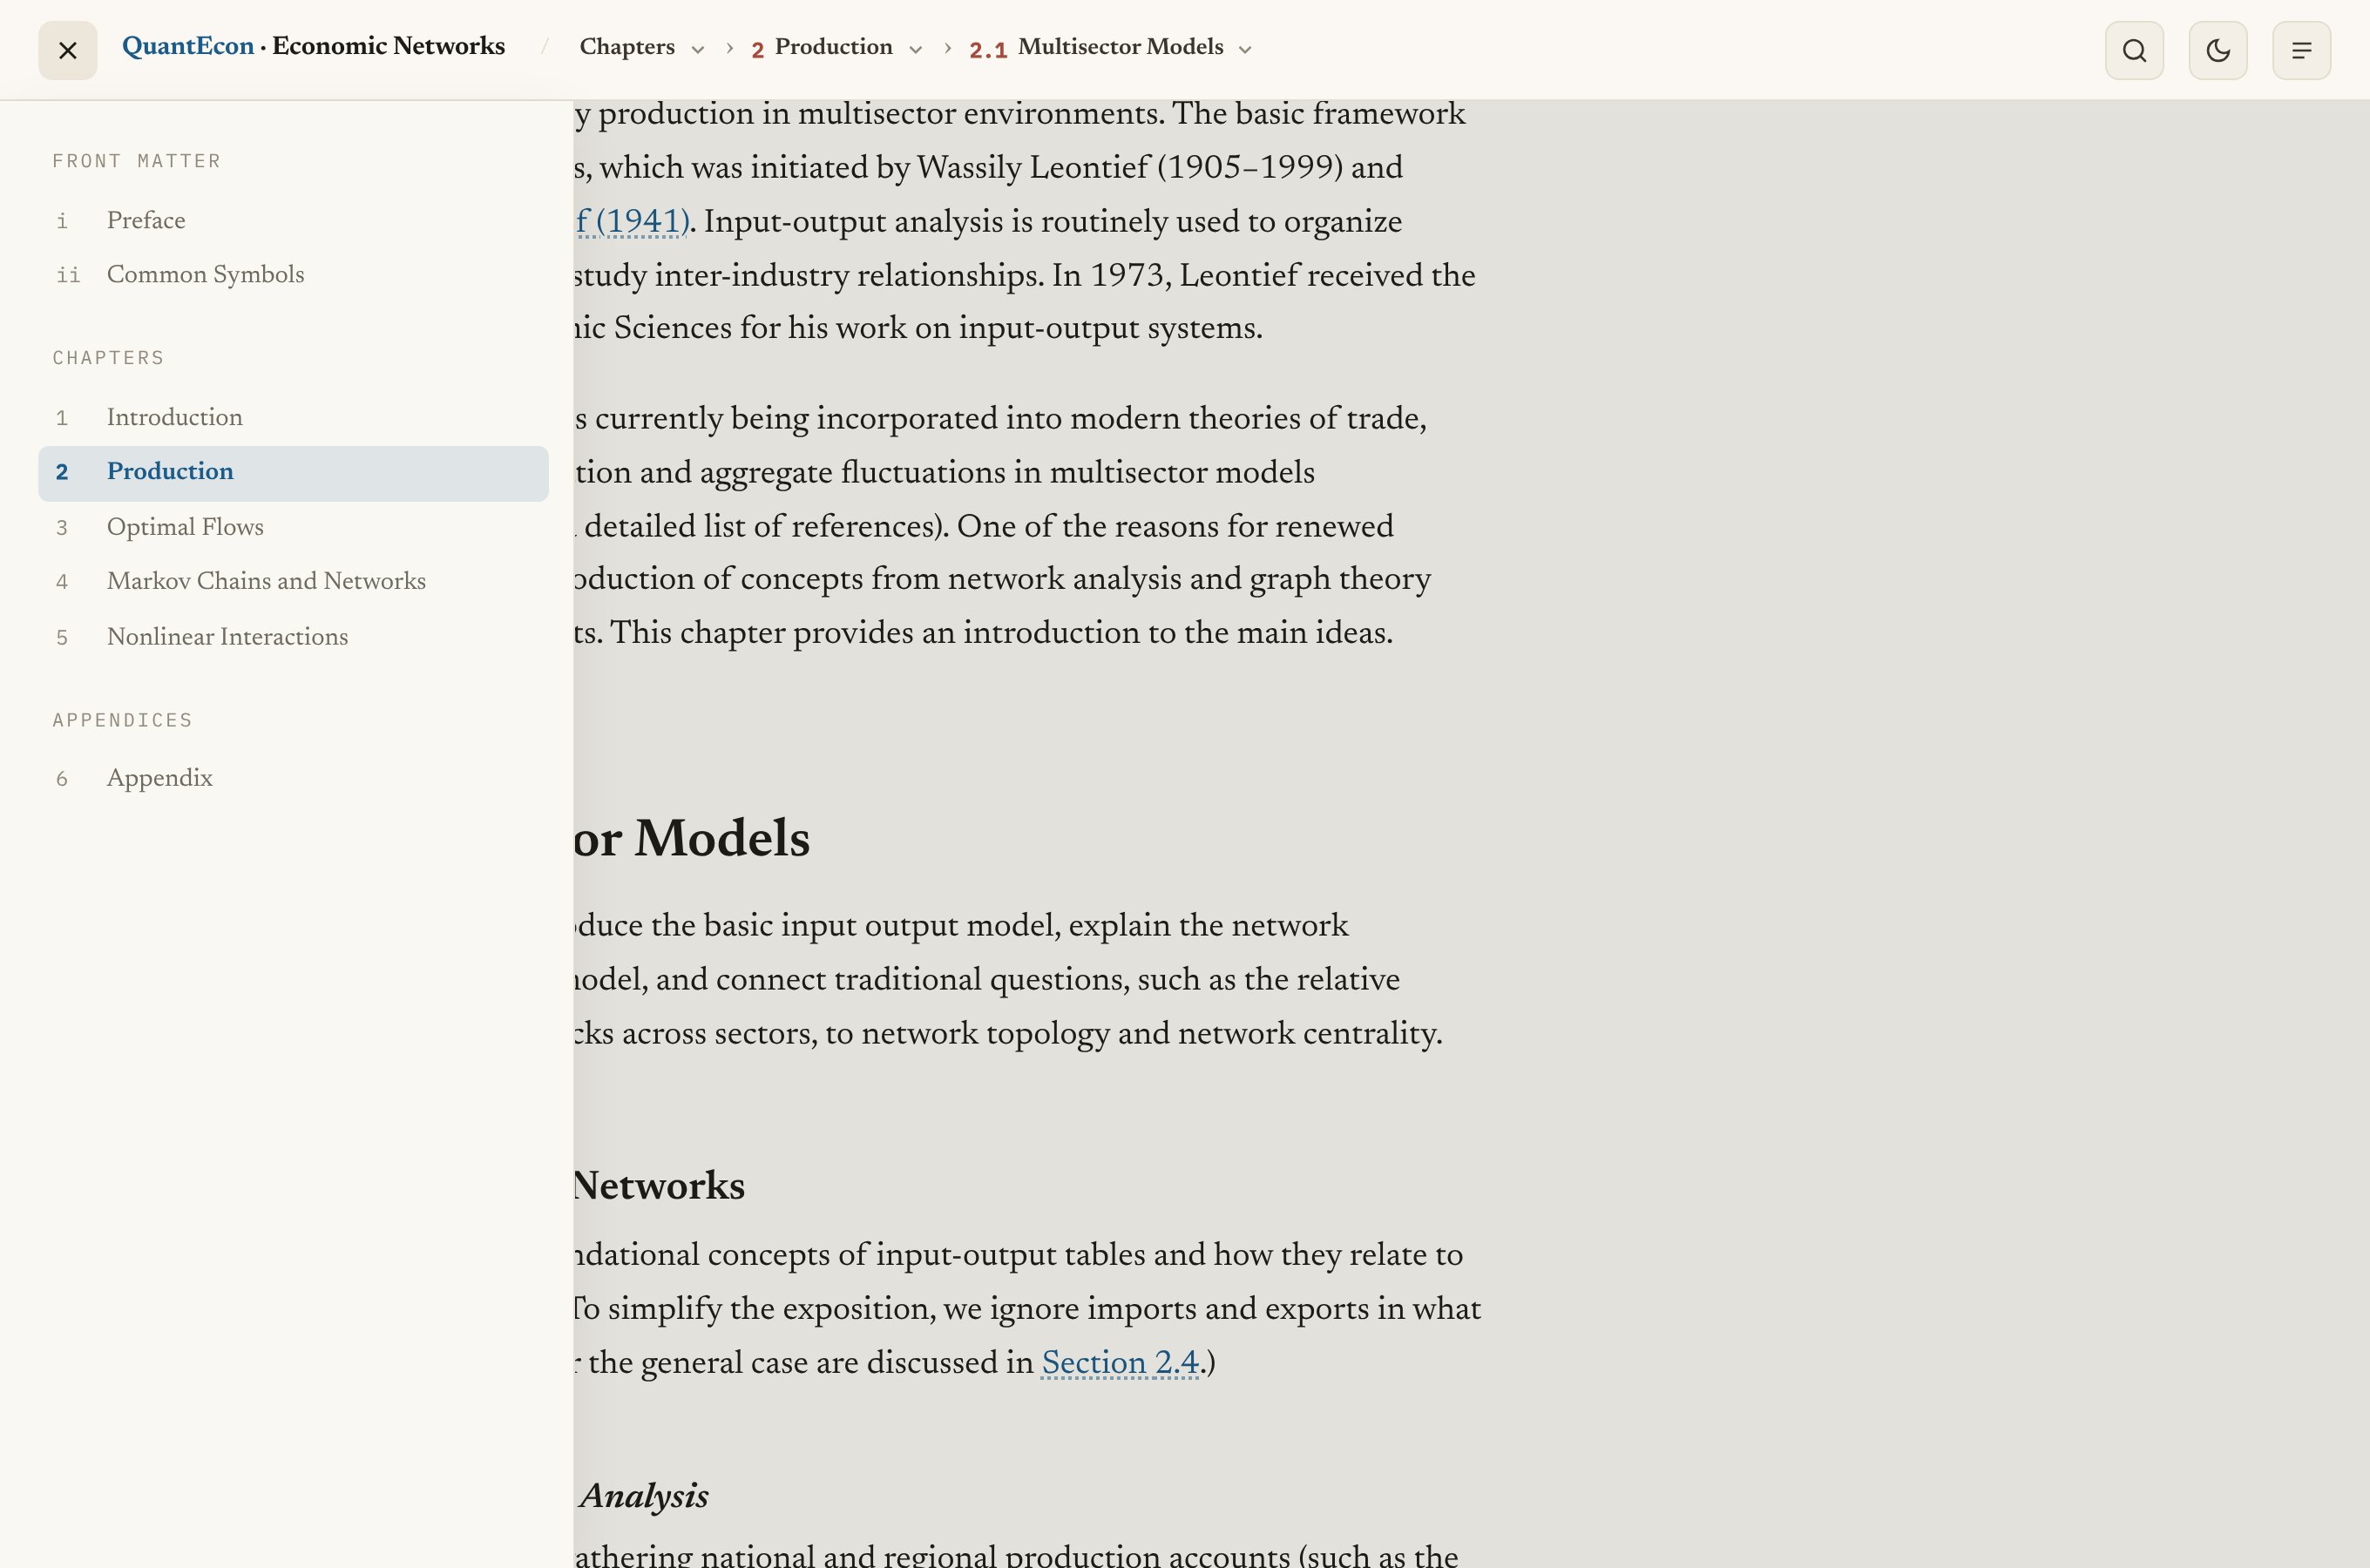 QuantEcon · Economic Networks / Chapters › 2 Production › 2.1 Multisector Models
FRONT MATTER
i Preface
ii Common Symbols
CHAPTERS
1 Introduction
2 Production
3 Optimal Flows
4 Markov Chains and Networks
5 Nonlinear Interactions
APPENDICES
6 Appendix
y production in multisector environments. The basic framework
s, which was initiated by Wassily Leontief (1905–1999) and
f (1941). Input-output analysis is routinely used to organize
study inter-industry relationships. In 1973, Leontief received the
nic Sciences for his work on input-output systems.
s currently being incorporated into modern theories of trade,
tion and aggregate fluctuations in multisector models
detailed list of references). One of the reasons for renewed
oduction of concepts from network analysis and graph theory
ts. This chapter provides an introduction to the main ideas.
or Models
oduce the basic input output model, explain the network
nodel, and connect traditional questions, such as the relative
cks across sectors, to network topology and network centrality.
Networks
ndational concepts of input-output tables and how they relate to
To simplify the exposition, we ignore imports and exports in what
r the general case are discussed in Section 2.4.)
Analysis
athering national and regional production accounts (such as the